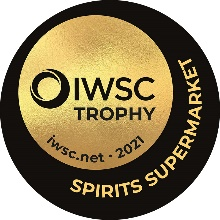 IWSC
TROPHY
iwsc.net - 2021
SPIRITS SUPERMARKET